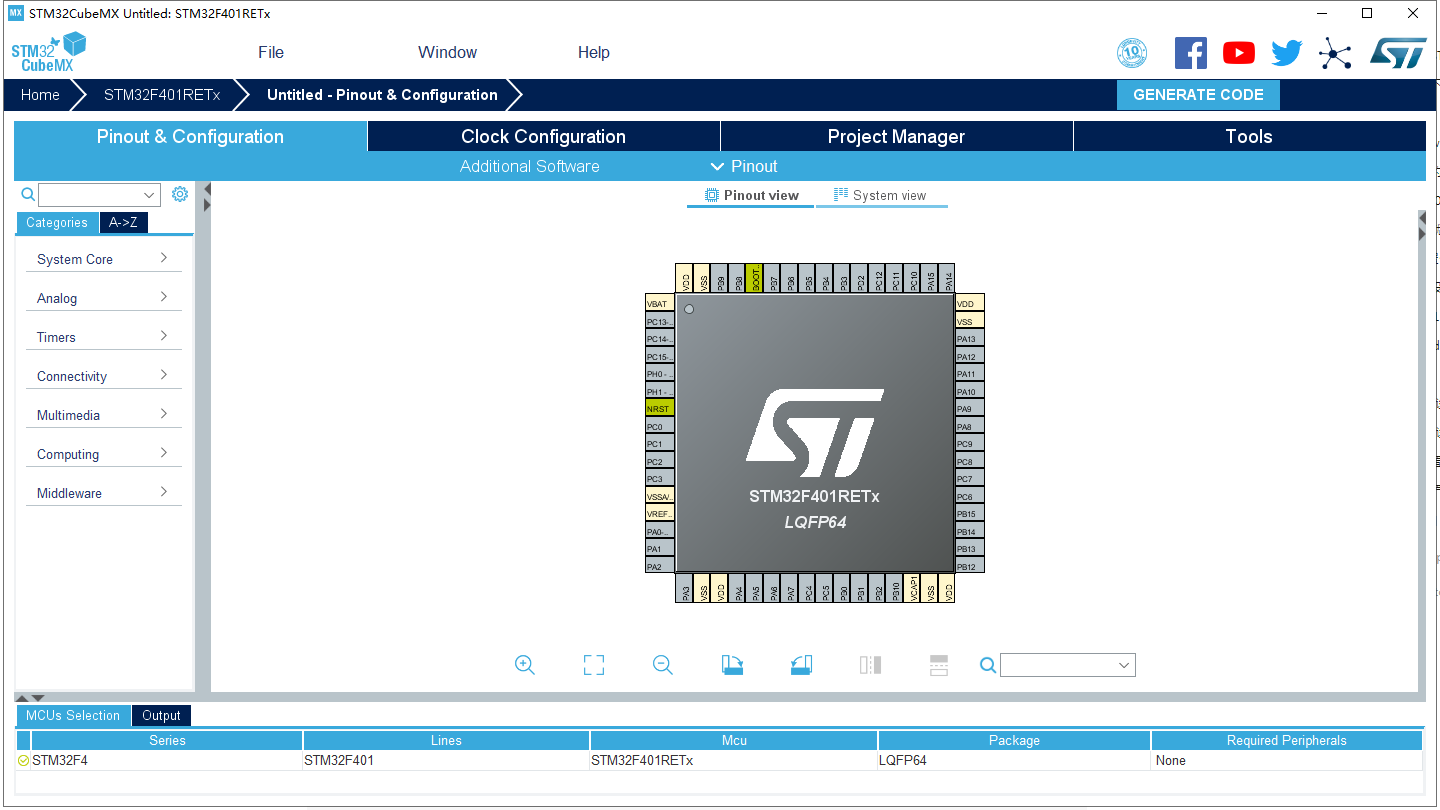 MX STM32CubeMX Untitled: STM32F401RETx
STM32
CubeMX
File Window Help
10
ST
Home STM32F401RETx Untitled - Pinout & Configuration GENERATE CODE
Pinout & Configuration Clock Configuration Project Manager Tools
Additional Software Pinout
Pinout view System view
Categories A->Z
System Core
Analog
Timers
Connectivity
Multimedia
Computing
Middleware
VDD VSS PB9 PB8 BOOT... PB7 PB6 PB5 PB4 PB3 PD2 PC12 PC11 PC10 PA15 PA14
VBAT
PC13-..
PC14-..
PC15-..
PH0 - ..
PH1 - ..
NRST
PC0
PC1
PC2
PC3
VSSA/..
VREF..
PA0-..
PA1
PA2
VDD
VSS
PA13
PA12
PA11
PA10
PA9
PA8
PC9
PC8
PC7
PC6
PB15
PB14
PB13
PB12
ST
STM32F401RETx
LQFP64
PA3 VSS VDD PA4 PA5 PA6 PA7 PC4 PC5 PB0 PB1 PB2 PB10 VCAP1 VSS VDD
MCUs Selection Output
Series Lines Mcu Package Required Peripherals
STM32F4 STM32F401 STM32F401RETx LQFP64 None